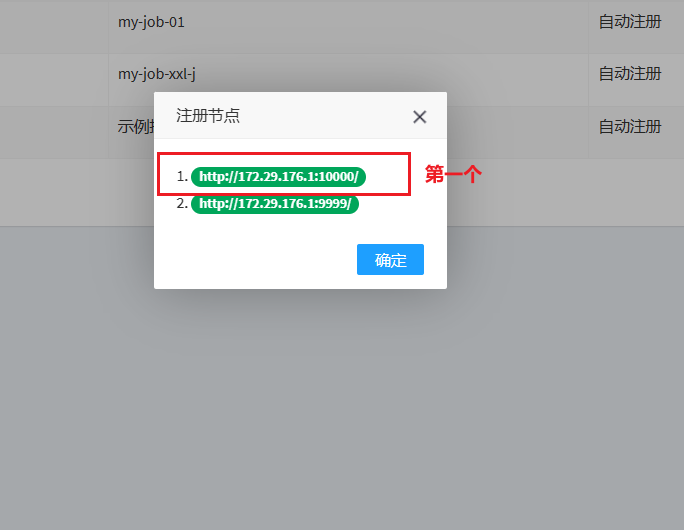 my-job-01 自动注册
my-job-xxl-j 自动注册
示例 自动注册
注册节点
1. http://172.29.176.1:10000/
第一个
2. http://172.29.176.1:9999/
确定